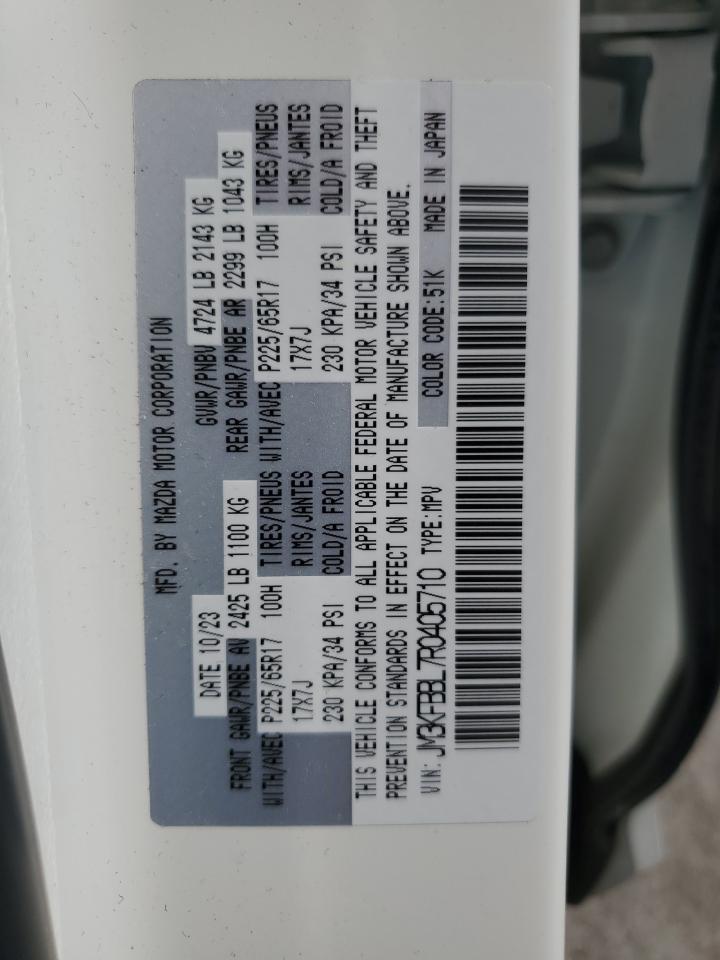 MFD. BY MAZDA MOTOR CORPORATION
DATE 10/23 GVWR/PNBV 4724 LB 2143 KG
FRONT GAWR/PNBE AV 2425 LB 1100 KG REAR GAWR/PNBE AR 2299 LB 1043 KG
WITH/AVEC P225/65R17 100H TIRES/PNEUS WITH/AVEC P225/65R17 100H TIRES/PNEUS
17X7J RIMS/JANTES 17X7J RIMS/JANTES
230 KPA/34 PSI COLD/A FROID 230 KPA/34 PSI COLD/A FROID
THIS VEHICLE CONFORMS TO ALL APPLICABLE FEDERAL MOTOR VEHICLE SAFETY AND THEFT
PREVENTION STANDARDS IN EFFECT ON THE DATE OF MANUFACTURE SHOWN ABOVE.
VIN: JM3KFBBL7R0405710 TYPE:MPV COLOR CODE:51K MADE IN JAPAN